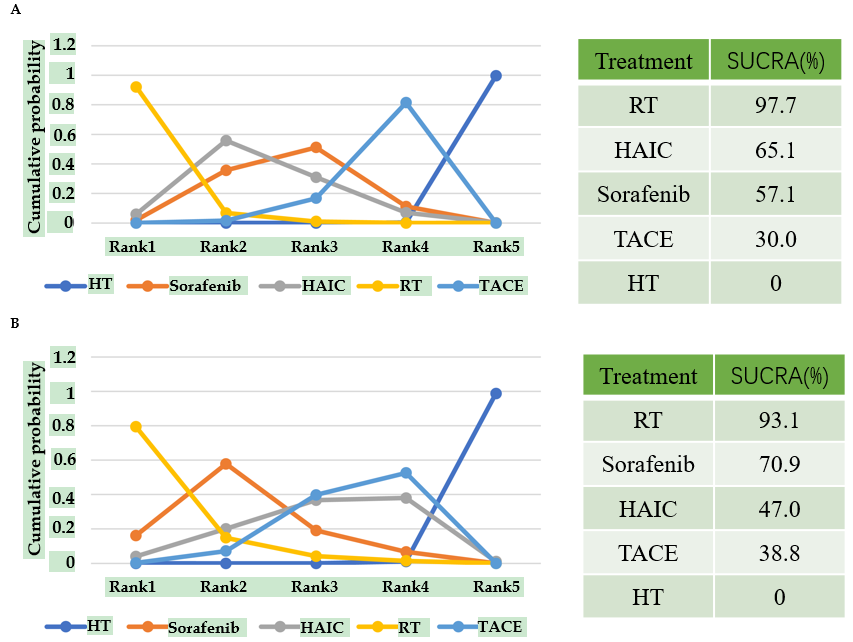 A
Cumulative probability
1.2
1
0.8
0.6
0.4
0.2
0
Rank1 Rank2 Rank3 Rank4 Rank5
HT Sorafenib HAIC RT TACE
Treatment SUCRA(%)
RT 97.7
HAIC 65.1
Sorafenib 57.1
TACE 30.0
HT 0
B
Cumulative probability
1.2
1
0.8
0.6
0.4
0.2
0
Rank1 Rank2 Rank3 Rank4 Rank5
HT Sorafenib HAIC RT TACE
Treatment SUCRA(%)
RT 93.1
Sorafenib 70.9
HAIC 47.0
TACE 38.8
HT 0